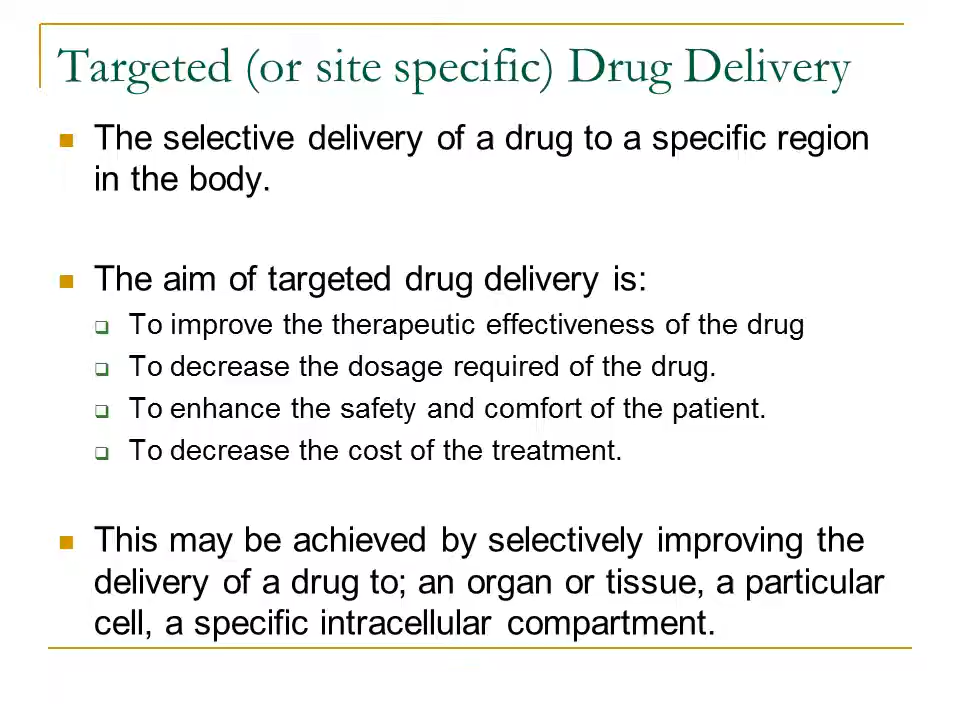 Targeted (or site specific) Drug Delivery
The selective delivery of a drug to a specific region
in the body.
The aim of targeted drug delivery is:
To improve the therapeutic effectiveness of the drug
To decrease the dosage required of the drug.
To enhance the safety and comfort of the patient.
To decrease the cost of the treatment.
This may be achieved by selectively improving the
delivery of a drug to; an organ or tissue, a particular
cell, a specific intracellular compartment.